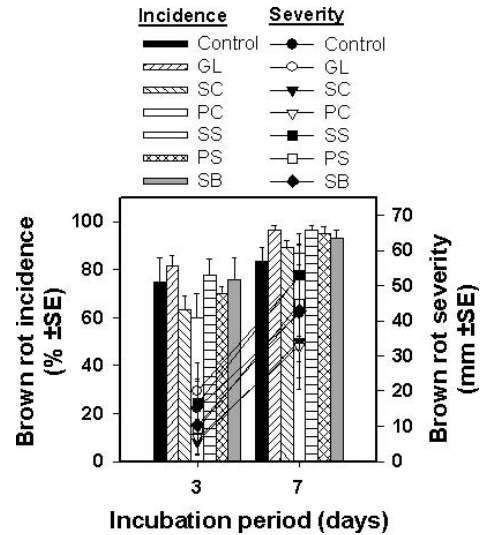 Incidence Severity
Control Control
GL GL
SC SC
PC PC
SS SS
PS PS
SB SB
100 70
80 60
60 50
40 40
20 30
0 20
10
0
Brown rot incidence
(% ±SE)
Brown rot severity
(mm ±SE)
3 7
Incubation period (days)